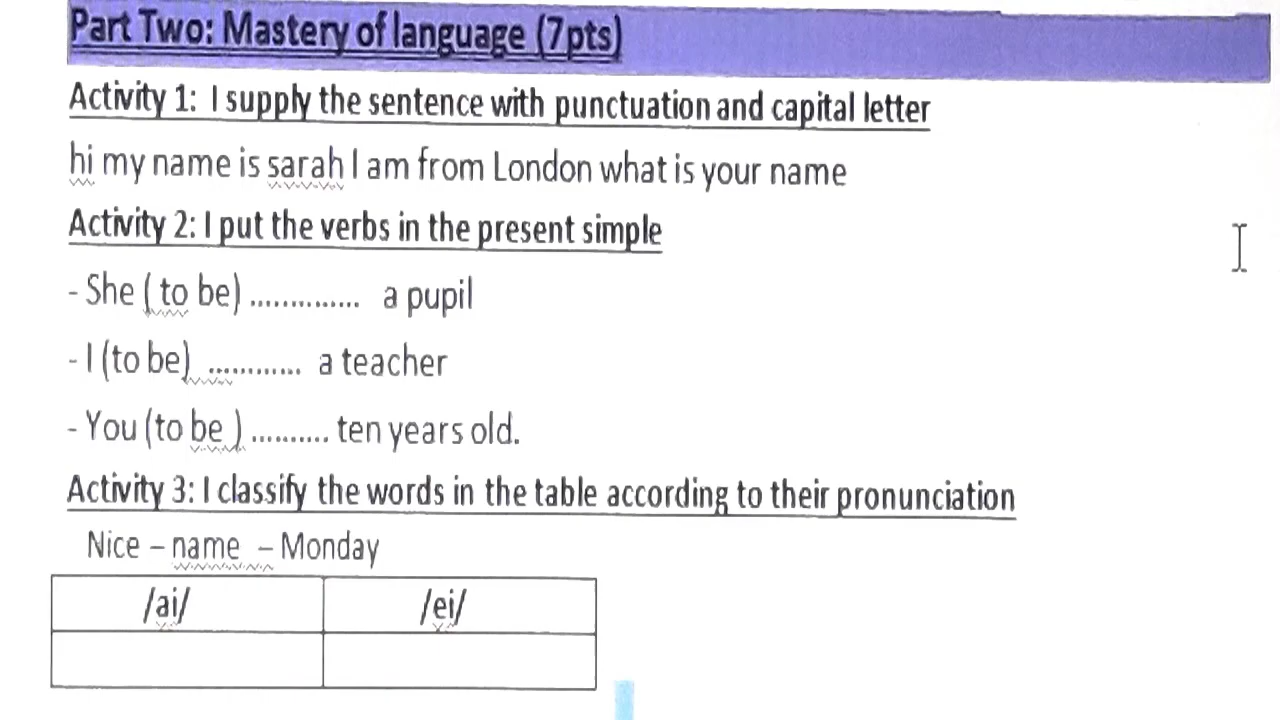 Part Two: Mastery of language (7pts)
Activity 1: I supply the sentence with punctuation and capital letter
hi my name is sarah I am from London what is your name
Activity 2: I put the verbs in the present simple
- She ( to be) .............. a pupil
- I (to be) ............ a teacher
- You (to be ) .......... ten years old.
Activity 3: I classify the words in the table according to their pronunciation
Nice – name – Monday
/ai/ /ei/